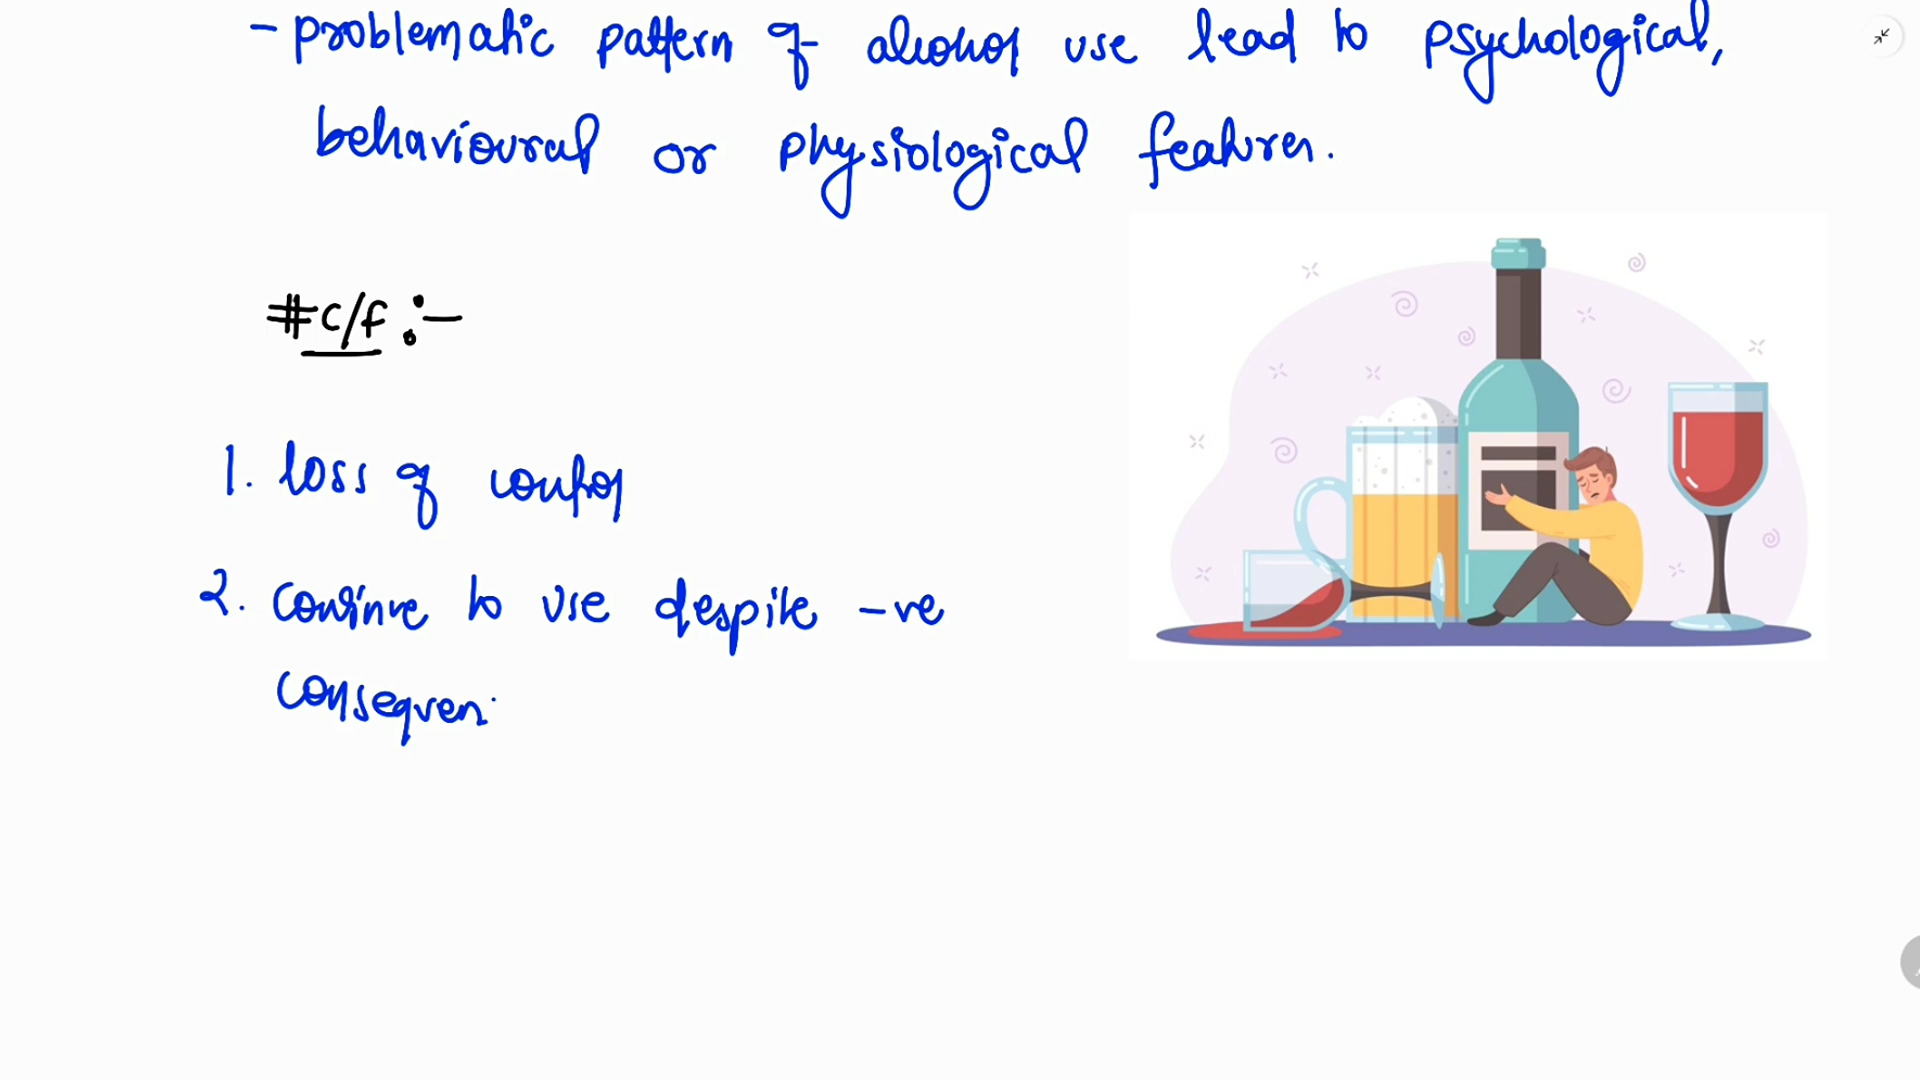 - problematic pattern of alcohol use lead to psychological,
behavioural or physiological features.
#c/f :-
1. loss of control
2. continue to use despite -ve
consequen